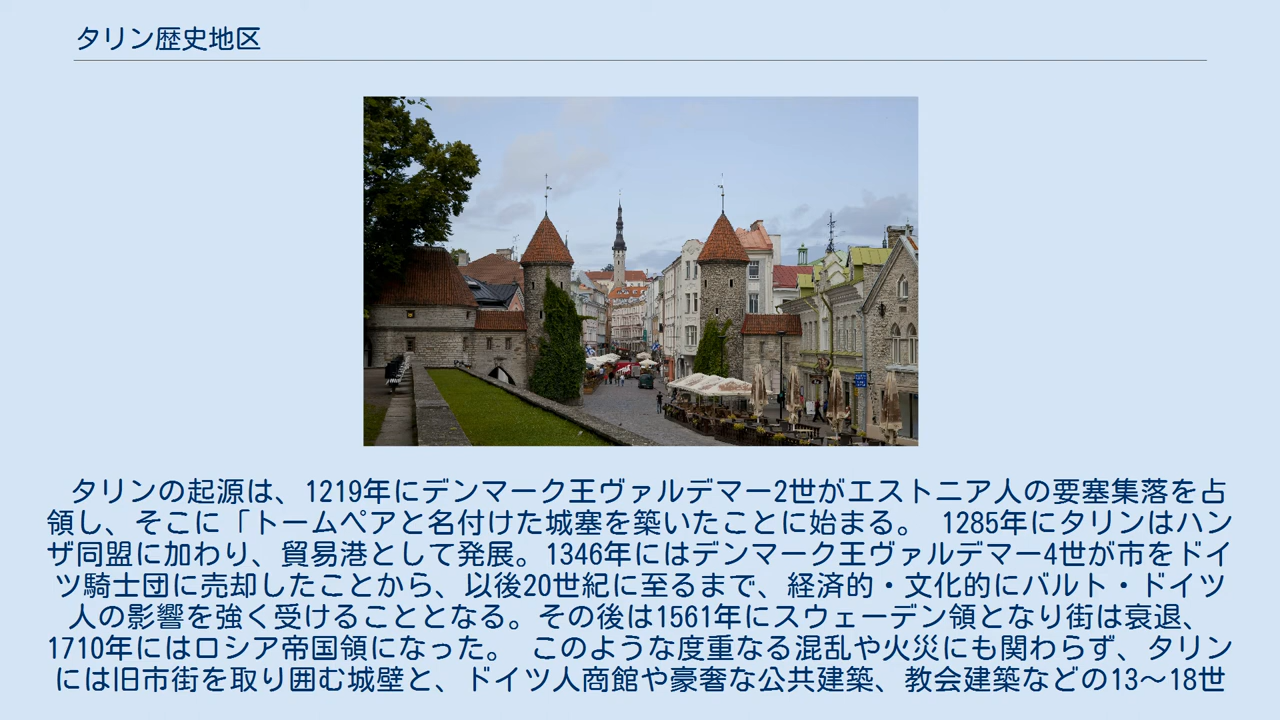 タリン歴史地区
タリンの起源は、1219年にデンマーク王ヴァルデマー2世がエストニア人の要塞集落を占
領し、そこに「トームペアと名付けた城塞を築いたことに始まる。 1285年にタリンはハン
ザ同盟に加わり、貿易港として発展。1346年にはデンマーク王ヴァルデマー4世が市をドイ
ツ騎士団に売却したことから、以後20世紀に至るまで、経済的・文化的にバルト・ドイツ
人の影響を強く受けることとなる。その後は1561年にスウェーデン領となり街は衰退、
1710年にはロシア帝国領になった。 このような度重なる混乱や火災にも関わらず、タリン
には旧市街を取り囲む城壁と、ドイツ人商館や豪奢な公共建築、教会建築などの13～18世